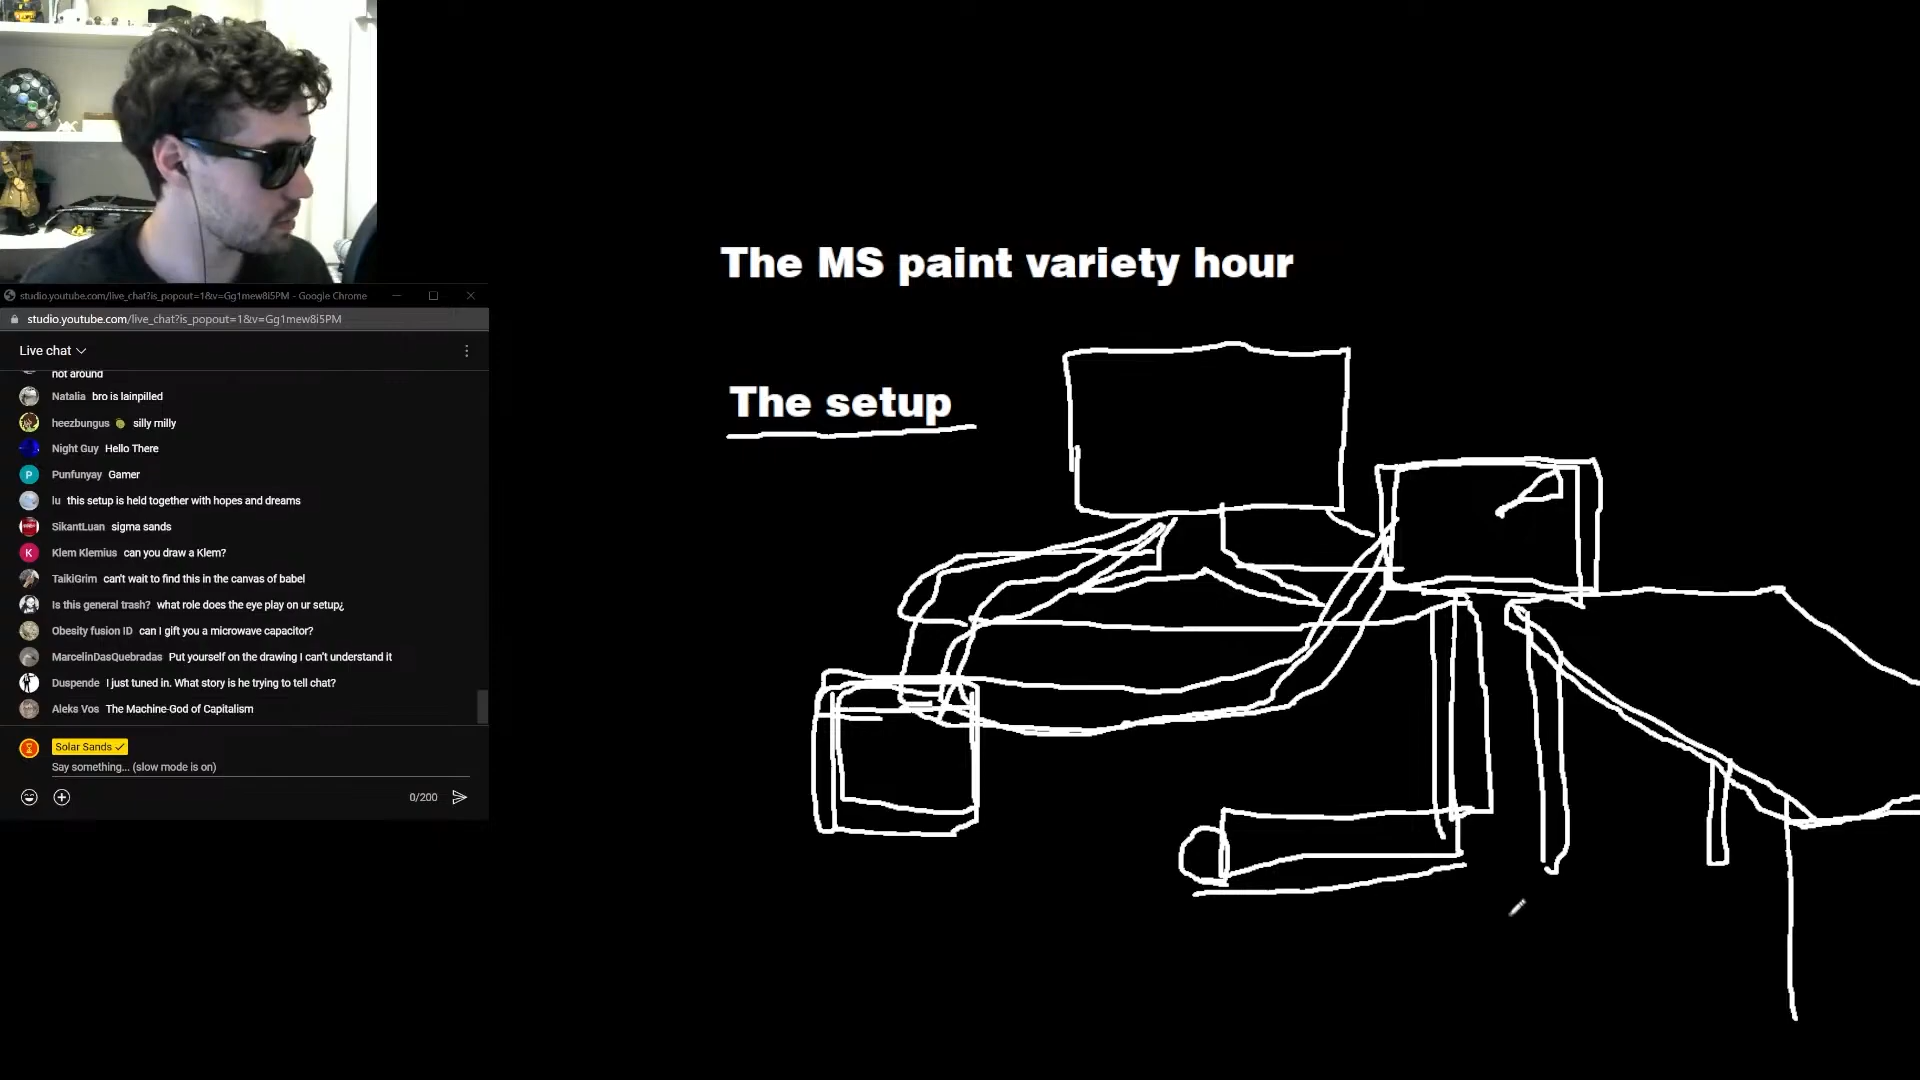 studio.youtube.com/live_chat?is_popout=1&v=Gg1mew8i5PM - Google Chrome
studio.youtube.com/live_chat?is_popout=1&v=Gg1mew8i5PM
Live chat
not around
Natalia bro is lainpilled
heezbungus silly milly
Night Guy Hello There
P Punfunyay Gamer
lu this setup is held together with hopes and dreams
SikantLuan sigma sands
K Klem Klemius can you draw a Klem?
TaikiGrim can't wait to find this in the canvas of babel
Is this general trash? what role does the eye play on ur setup¿
Obesity fusion ID can I gift you a microwave capacitor?
MarcelinDasQuebradas Put yourself on the drawing I can't understand it
Duspende I just tuned in. What story is he trying to tell chat?
Aleks Vos The Machine-God of Capitalism
Solar Sands
Say something... (slow mode is on)
0/200
The MS paint variety hour
The setup